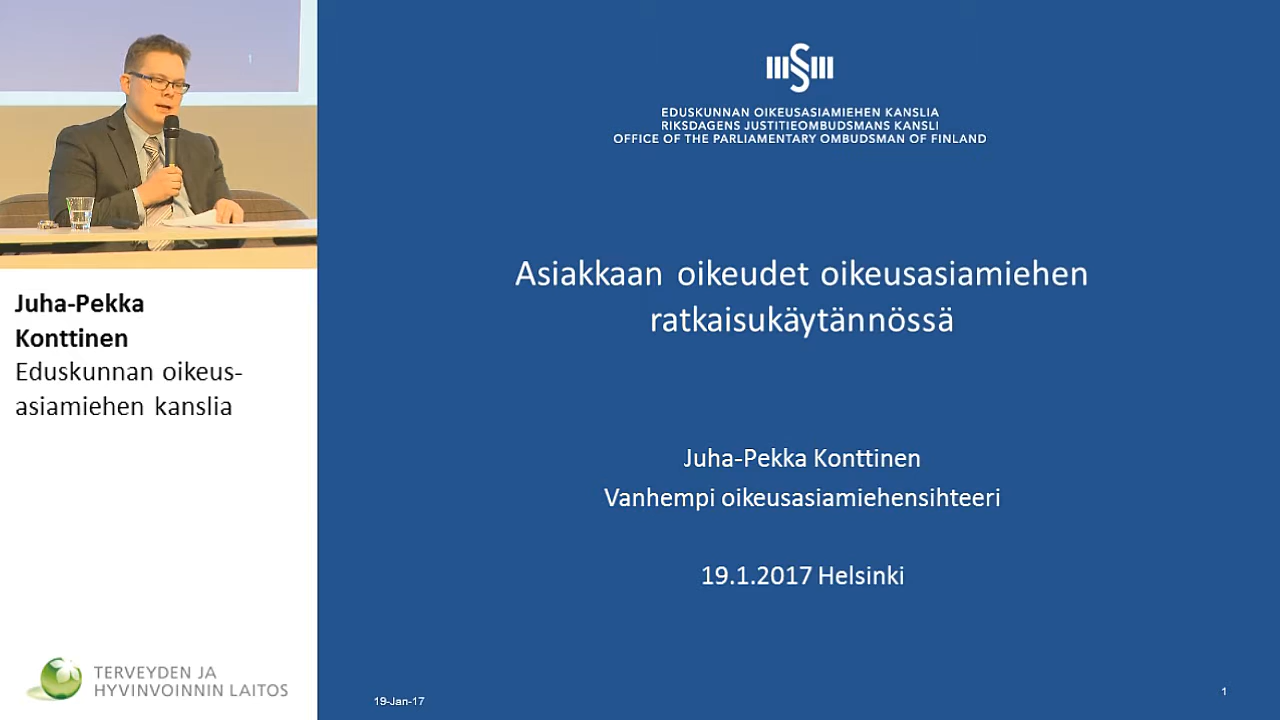 Juha-Pekka
Konttinen
Eduskunnan oikeus-
asiamiehen kanslia
TERVEYDEN JA
HYVINVOINNIN LAITOS
EDUSKUNNAN OIKEUSASIAMIEHEN KANSLIA
RIKSDAGENS JUSTITIEOMBUDSMANS KANSLI
OFFICE OF THE PARLIAMENTARY OMBUDSMAN OF FINLAND
Asiakkaan oikeudet oikeusasiamiehen
ratkaisukäytännössä
Juha-Pekka Konttinen
Vanhempi oikeusasiamiehensihteeri
19.1.2017 Helsinki
19-Jan-17
1